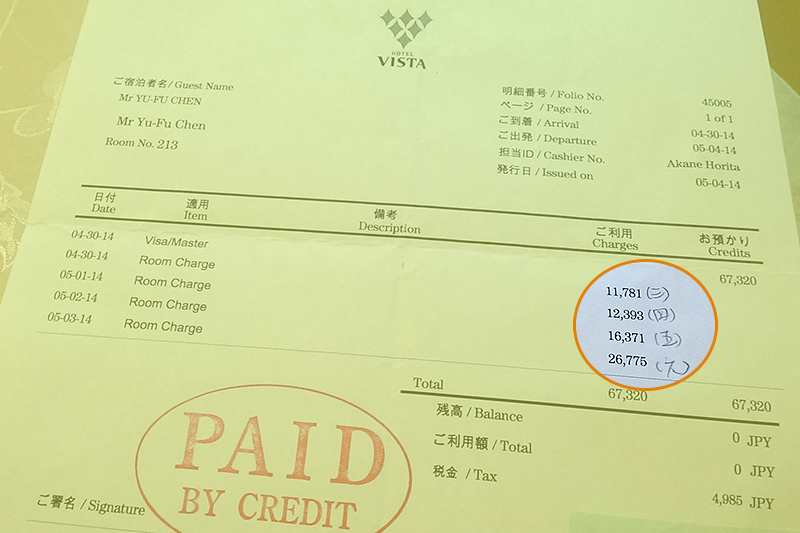 HOTEL
VISTA
ご宿泊者名 / Guest Name
Mr YU-FU CHEN
Mr Yu-Fu Chen
Room No. 213
明細番号 / Folio No. 45005
ページ / Page No. 1 of 1
ご到着 / Arrival 04-30-14
ご出発 / Departure 05-04-14
担当ID / Cashier No. Akane Horita
発行日 / Issued on 05-04-14
日付 適用 備考 ご利用 お預かり
Date Item Description Charges Credits
04-30-14 Visa/Master 67,320
04-30-14 Room Charge 11,781 (三)
05-01-14 Room Charge 12,393 (四)
05-02-14 Room Charge 16,371 (五)
05-03-14 Room Charge 26,775 (六)
Total 67,320 67,320
残高 / Balance 0 JPY
ご利用額 / Total 0 JPY
税金 / Tax 4,985 JPY
PAID
BY CREDIT
ご署名 / Signature